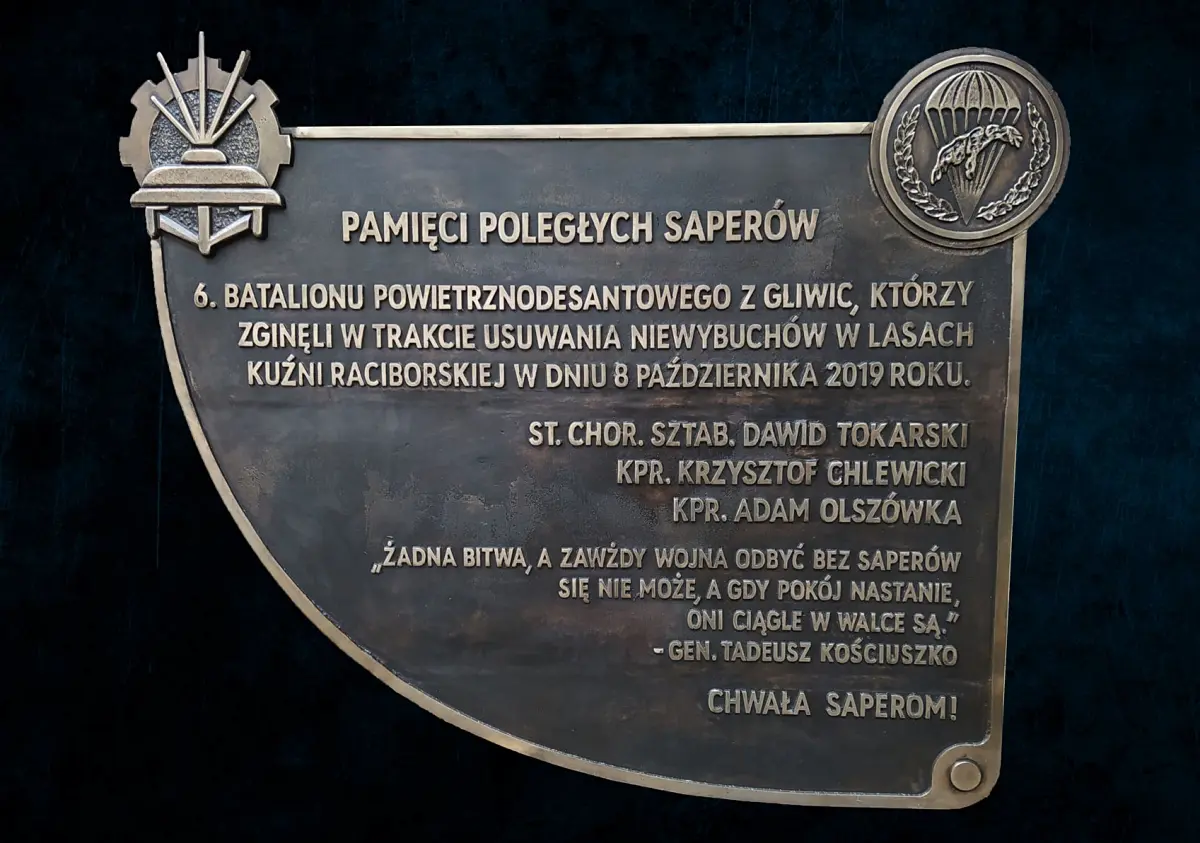 PAMIĘCI POLEGŁYCH SAPERÓW
6. BATALIONU POWIETRZNODESANTOWEGO Z GLIWIC, KTÓRZY
ZGINĘLI W TRAKCIE USUWANIA NIEWYBUCHÓW W LASACH
KUŹNI RACIBORSKIEJ W DNIU 8 PAŹDZIERNIKA 2019 ROKU.
ST. CHOR. SZTAB. DAWID TOKARSKI
KPR. KRZYSZTOF CHLEWICKI
KPR. ADAM OLSZÓWKA
„ŻADNA BITWA, A ZAWŻDY WOJNA ODBYĆ BEZ SAPERÓW
SIĘ NIE MOŻE, A GDY POKÓJ NASTANIE,
ONI CIĄGLE W WALCE SĄ.”
- GEN. TADEUSZ KOŚCIUSZKO
CHWAŁA SAPEROM!